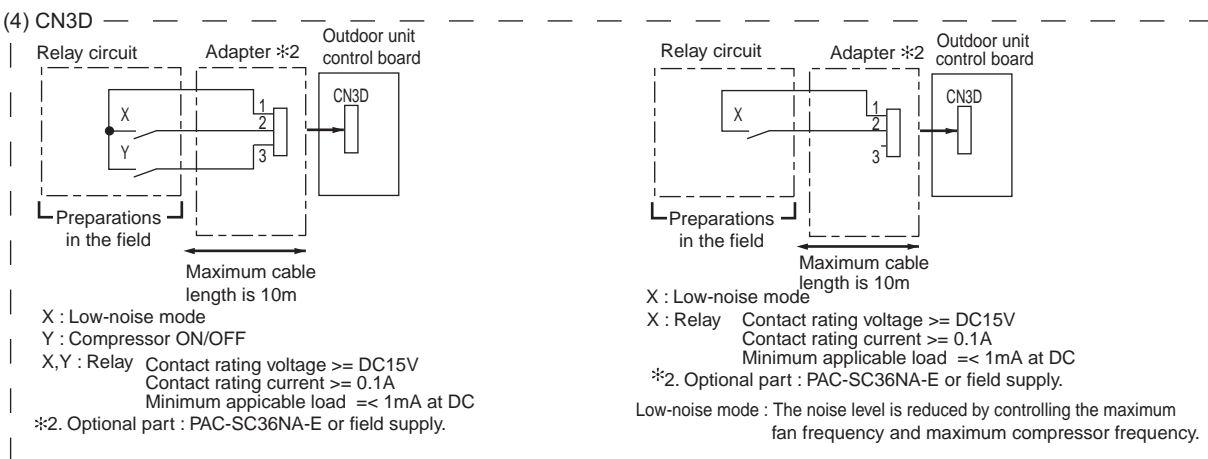 (4) CN3D
Relay circuit
Adapter ✻2
Outdoor unit
control board
X
Y
1
2
3
CN3D
Preparations
in the field
Maximum cable
length is 10m
X : Low-noise mode
Y : Compressor ON/OFF
X,Y : Relay Contact rating voltage >= DC15V
Contact rating current >= 0.1A
Minimum appicable load =< 1mA at DC
✻2. Optional part : PAC-SC36NA-E or field supply.
Relay circuit
Adapter ✻2
Outdoor unit
control board
X
1
2
3
CN3D
Preparations
in the field
Maximum cable
length is 10m
X : Low-noise mode
X : Relay Contact rating voltage >= DC15V
Contact rating current >= 0.1A
Minimum applicable load =< 1mA at DC
✻2. Optional part : PAC-SC36NA-E or field supply.
Low-noise mode : The noise level is reduced by controlling the maximum
fan frequency and maximum compressor frequency.